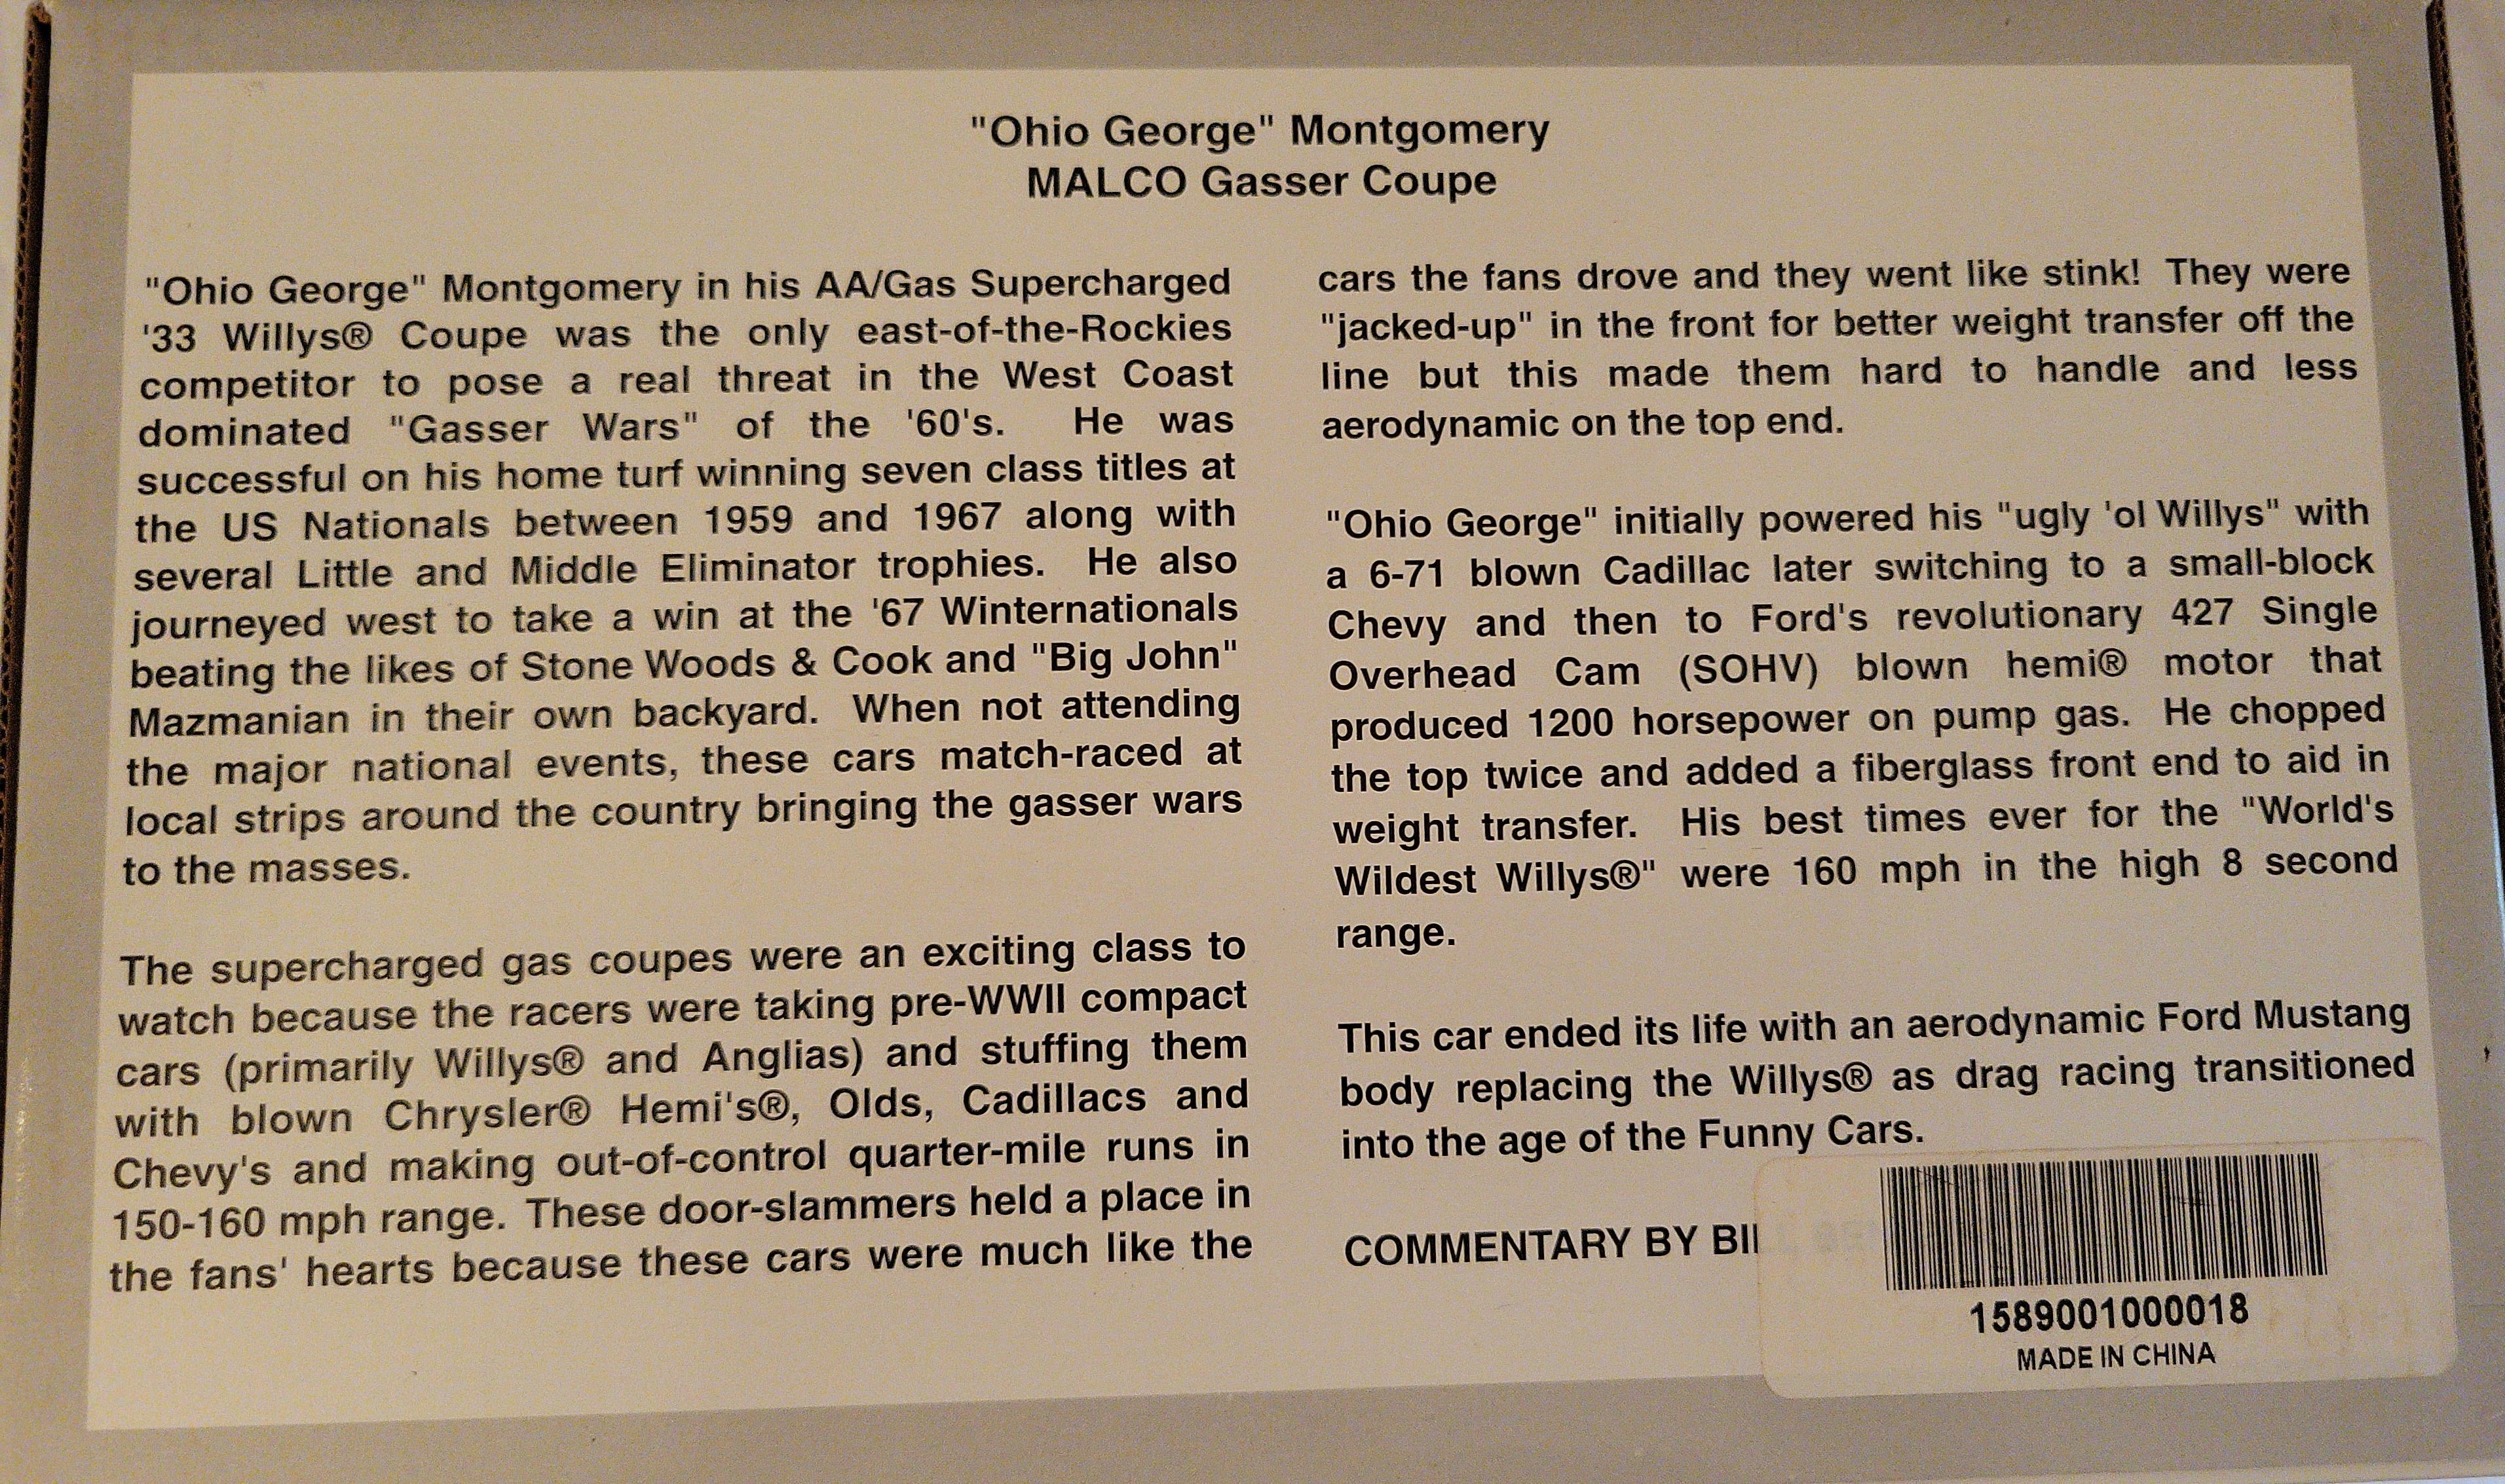 "Ohio George" Montgomery
MALCO Gasser Coupe
"Ohio George" Montgomery in his AA/Gas Supercharged
'33 Willys® Coupe was the only east-of-the-Rockies
competitor to pose a real threat in the West Coast
dominated "Gasser Wars" of the '60's. He was
successful on his home turf winning seven class titles at
the US Nationals between 1959 and 1967 along with
several Little and Middle Eliminator trophies. He also
journeyed west to take a win at the '67 Winternationals
beating the likes of Stone Woods & Cook and "Big John"
Mazmanian in their own backyard. When not attending
the major national events, these cars match-raced at
local strips around the country bringing the gasser wars
to the masses.
The supercharged gas coupes were an exciting class to
watch because the racers were taking pre-WWII compact
cars (primarily Willys® and Anglias) and stuffing them
with blown Chrysler® Hemi's®, Olds, Cadillacs and
Chevy's and making out-of-control quarter-mile runs in
150-160 mph range. These door-slammers held a place in
the fans' hearts because these cars were much like the
cars the fans drove and they went like stink! They were
"jacked-up" in the front for better weight transfer off the
line but this made them hard to handle and less
aerodynamic on the top end.
"Ohio George" initially powered his "ugly 'ol Willys" with
a 6-71 blown Cadillac later switching to a small-block
Chevy and then to Ford's revolutionary 427 Single
Overhead Cam (SOHV) blown hemi® motor that
produced 1200 horsepower on pump gas. He chopped
the top twice and added a fiberglass front end to aid in
weight transfer. His best times ever for the "World's
Wildest Willys®" were 160 mph in the high 8 second
range.
This car ended its life with an aerodynamic Ford Mustang
body replacing the Willys® as drag racing transitioned
into the age of the Funny Cars.
COMMENTARY BY
1589001000018
MADE IN CHINA